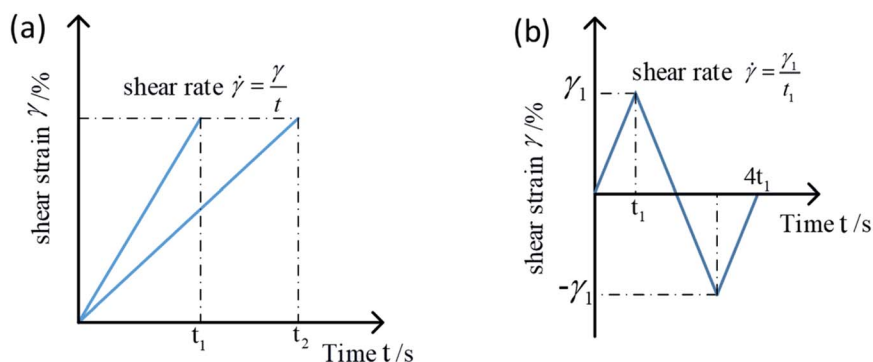 (a)
shear strain γ/%
shear rate γ̇ = γ/t
t₁
t₂
Time t/s
(b)
shear strain γ/%
shear rate γ̇ = γ₁/t₁
γ₁
4t₁
t₁
Time t/s
-γ₁